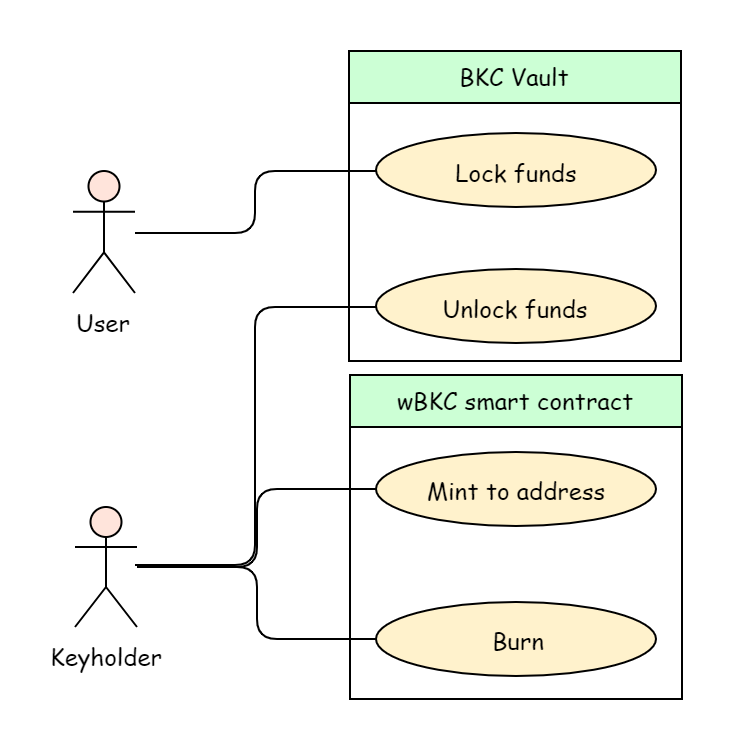 BKC Vault
Lock funds
User
Unlock funds
wBKC smart contract
Mint to address
Keyholder
Burn